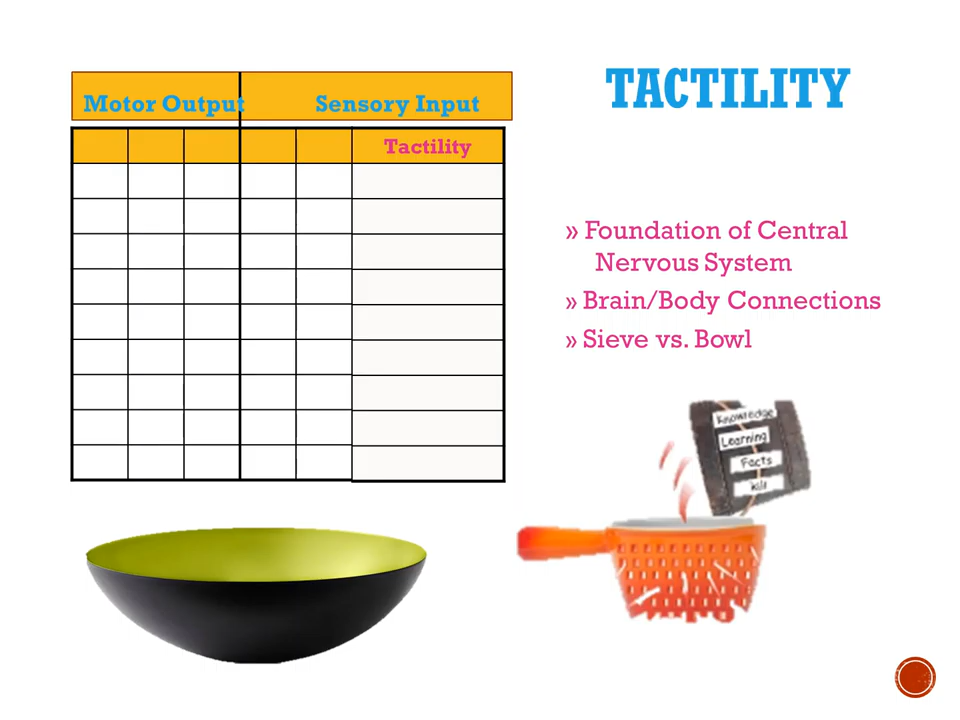 TACTILITY
Motor Output
Sensory Input
Tactility
» Foundation of Central
Nervous System
» Brain/Body Connections
» Sieve vs. Bowl
Knowledge
Learning
Facts